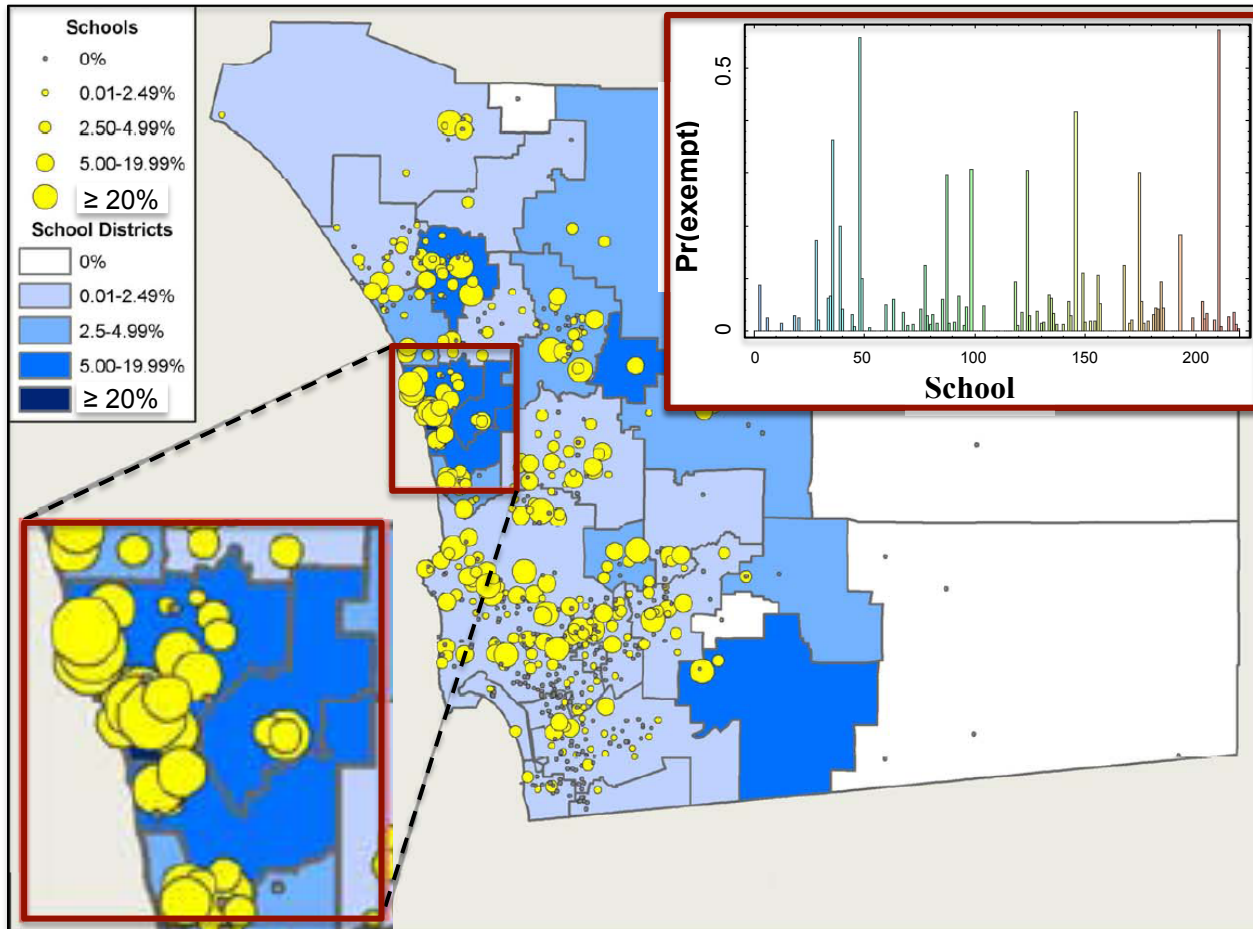 Schools
0%
0.01-2.49%
2.50-4.99%
5.00-19.99%
≥ 20%
School Districts
0%
0.01-2.49%
2.5-4.99%
5.00-19.99%
≥ 20%
Pr(exempt)
0.5
0
0 50 100 150 200
School